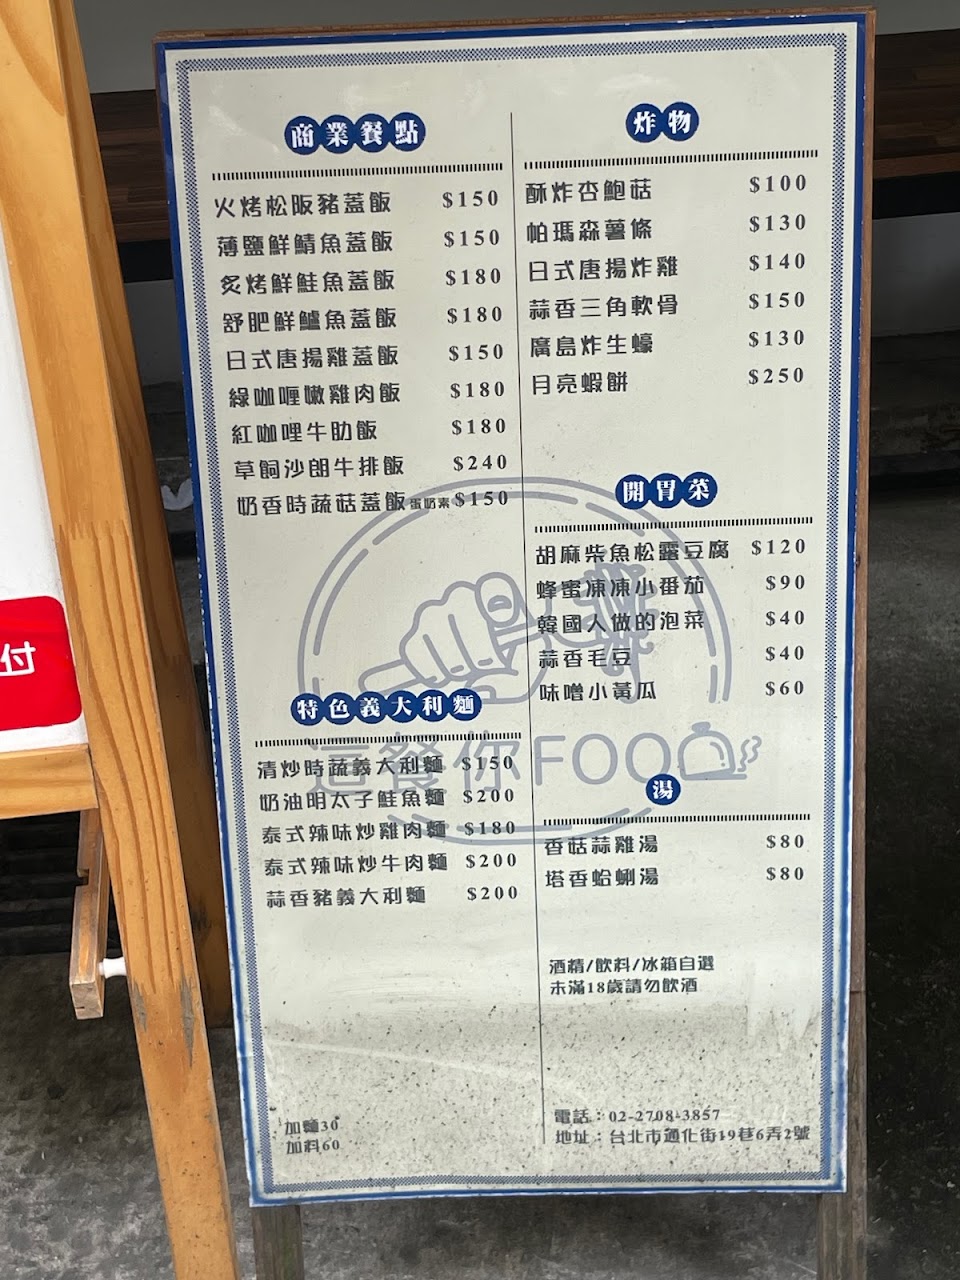 商業餐點
火烤松阪豬蓋飯 $150
薄鹽鮮鯖魚蓋飯 $150
炙烤鮮鮭魚蓋飯 $180
舒肥鮮鱸魚蓋飯 $180
日式唐揚雞蓋飯 $150
綠咖喱嫩雞肉飯 $180
紅咖哩牛肋飯 $180
草飼沙朗牛排飯 $240
奶香時蔬菇蓋飯蛋奶素 $150
特色義大利麵
清炒時蔬義大利麵 $150
奶油明太子鮭魚麵 $200
泰式辣味炒雞肉麵 $180
泰式辣味炒牛肉麵 $200
蒜香豬義大利麵 $200
加麵30
加料60
炸物
酥炸杏鮑菇 $100
帕瑪森薯條 $130
日式唐揚炸雞 $140
蒜香三角軟骨 $150
廣島炸生蠔 $130
月亮蝦餅 $250
開胃菜
胡麻柴魚松露豆腐 $120
蜂蜜凍凍小番茄 $90
韓國人做的泡菜 $40
蒜香毛豆 $40
味噌小黃瓜 $60
湯
香菇蒜雞湯 $80
塔香蛤蜊湯 $80
酒精/飲料/冰箱自選
未滿18歲請勿飲酒
電話：02-2708-3857
地址：台北市通化街19巷6弄2號
這餐你FOOD
付